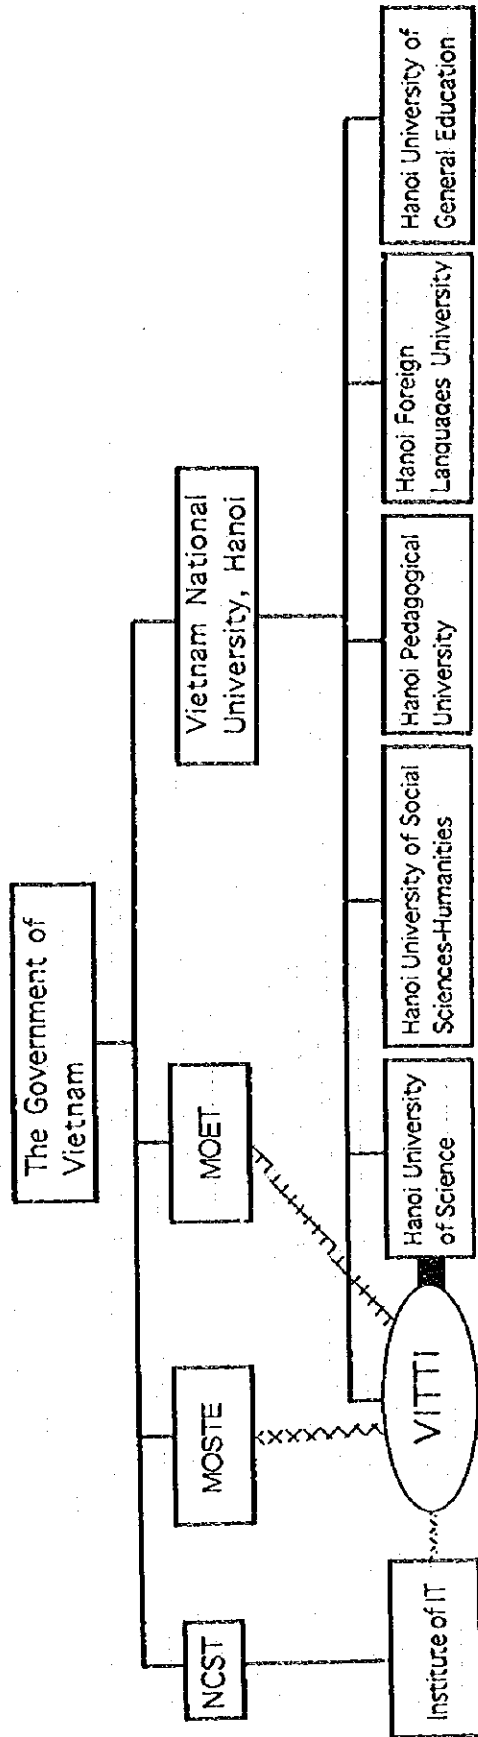 The Government of
Vietnam
NCST
MOSTE
MOET
Vietnam National
University, Hanoi
Institute of IT
VITTI
Hanoi University
of Science
Hanoi University of Social
Sciences-Humanities
Hanoi Pedagogical
University
Hanoi Foreign
Languages University
Hanoi University of
General Education